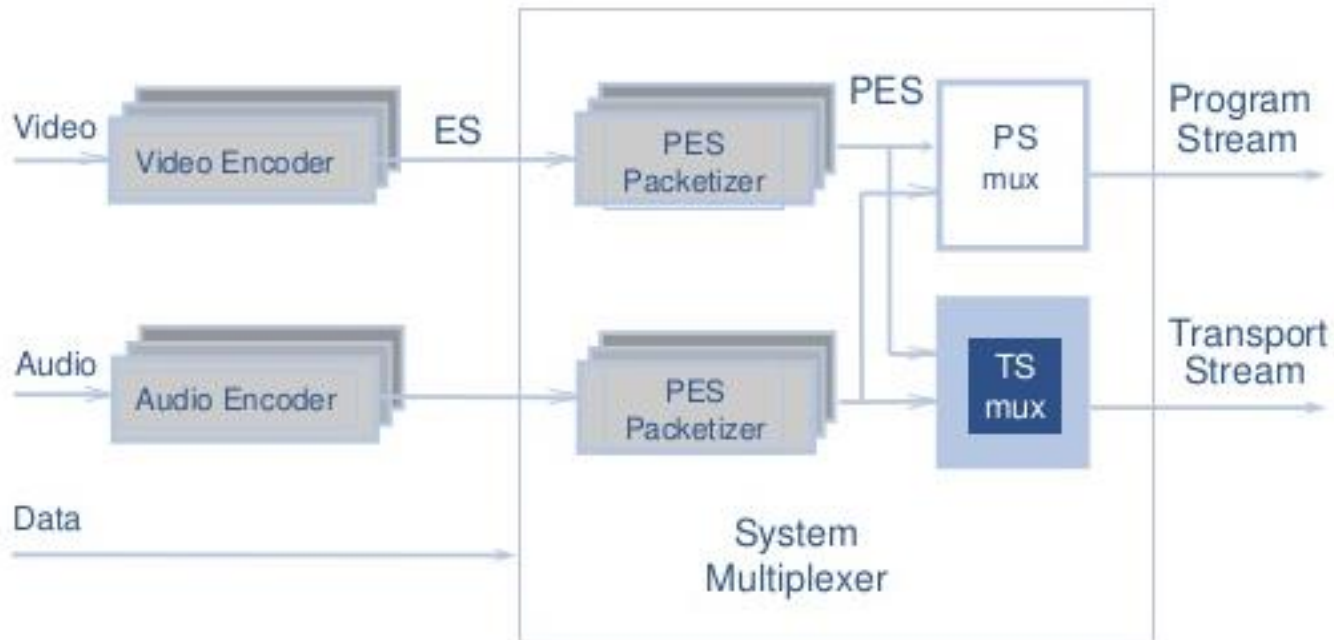 Video
Video Encoder
ES
PES
Packetizer
PES
PS
mux
Program
Stream
Audio
Audio Encoder
PES
Packetizer
TS
mux
Transport
Stream
Data
System
Multiplexer